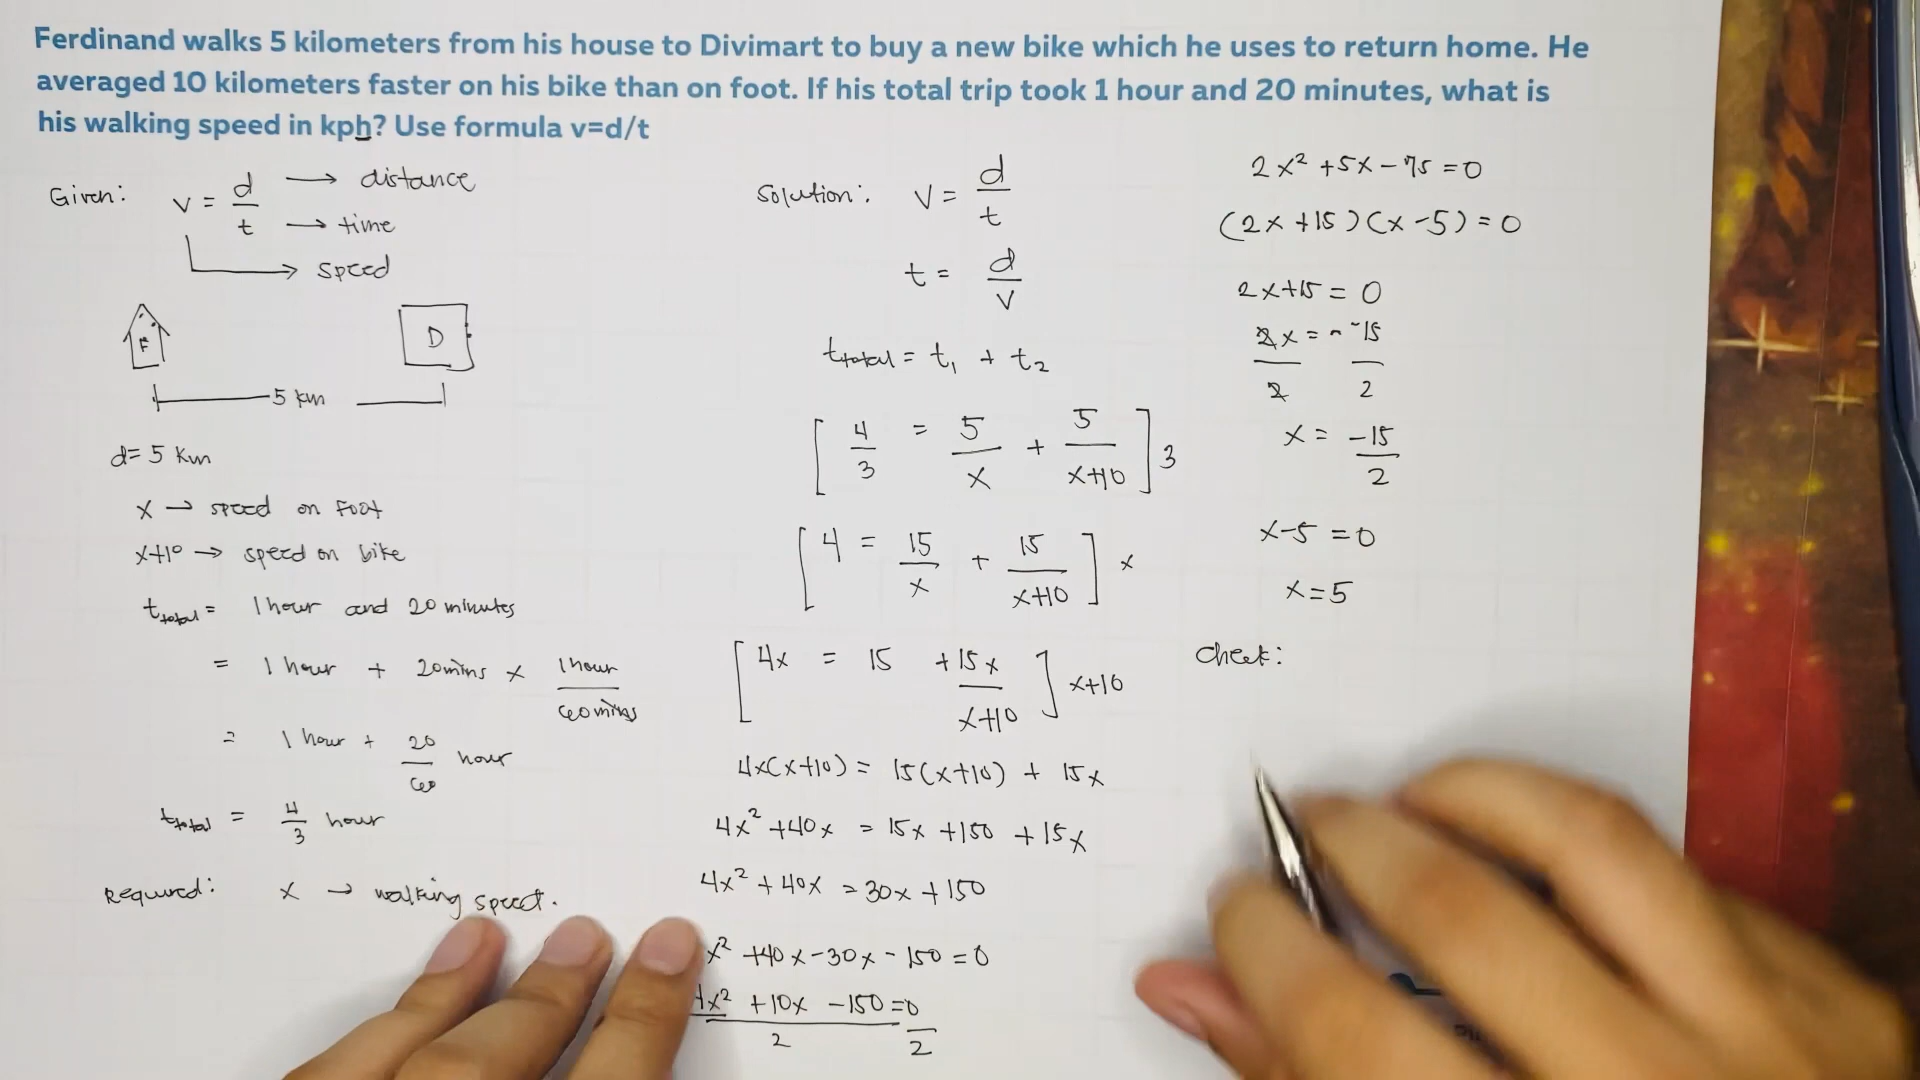 Ferdinand walks 5 kilometers from his house to Divimart to buy a new bike which he uses to return home. He
averaged 10 kilometers faster on his bike than on foot. If his total trip took 1 hour and 20 minutes, what is
his walking speed in kph? Use formula v=d/t
Given: v = d/t → distance
→ time
→ speed
F D
5 km
d= 5 km
x → speed on foot
x+10 → speed on bike
t total = 1 hour and 20 minutes
= 1 hour + 20mins x 1 hour/60mins
= 1 hour + 20/60 hour
t total = 4/3 hour
Required: x → walking speed.
Solution: v = d/t
t = d/v
t total = t1 + t2
[4/3 = 5/x + 5/x+10] 3
[4 = 15/x + 15/x+10] x
[4x = 15 + 15x/x+10] x+10
4x(x+10) = 15(x+10) + 15x
4x² +40x = 15x +150 +15x
4x² + 40x = 30x + 150
x² +40x -30x - 150 = 0
4x² +10x -150 =0
2 2
2x² +5x - 75 = 0
(2x +15)(x -5) = 0
2x+15 = 0
2x = -15
2 2
x = -15/2
x-5 = 0
x = 5
Check: